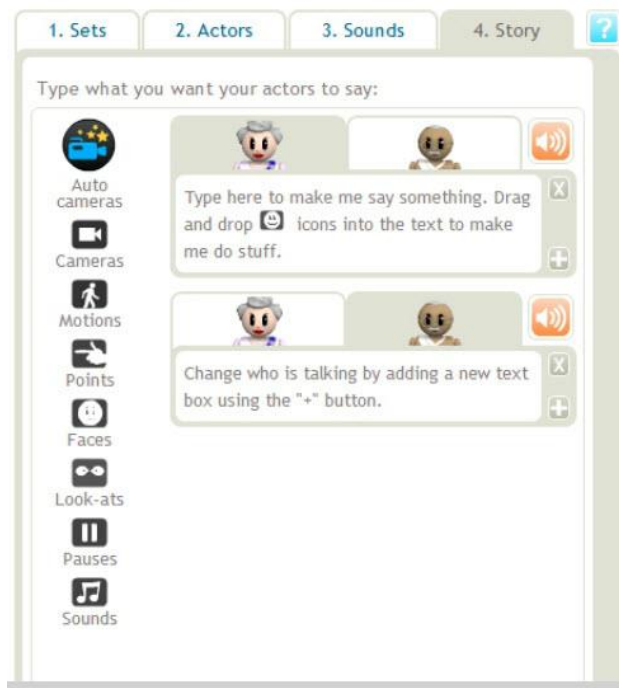 1. Sets
2. Actors
3. Sounds
4. Story
?
Type what you want your actors to say:
Auto
cameras
Cameras
Motions
Points
Faces
Look-ats
Pauses
Sounds
Type here to make me say something. Drag
and drop icons into the text to make
me do stuff.
X
+
Change who is talking by adding a new text
box using the "+" button.
X
+